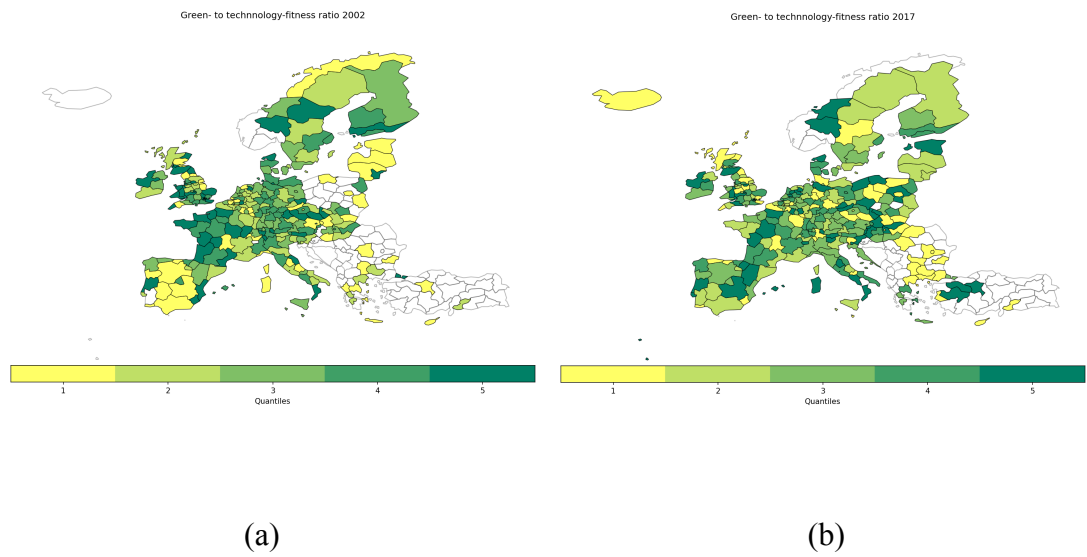 Green- to technnology-fitness ratio 2002
Green- to technnology-fitness ratio 2017
1 2 3 4 5
Quantiles
1 2 3 4 5
Quantiles
(a)
(b)